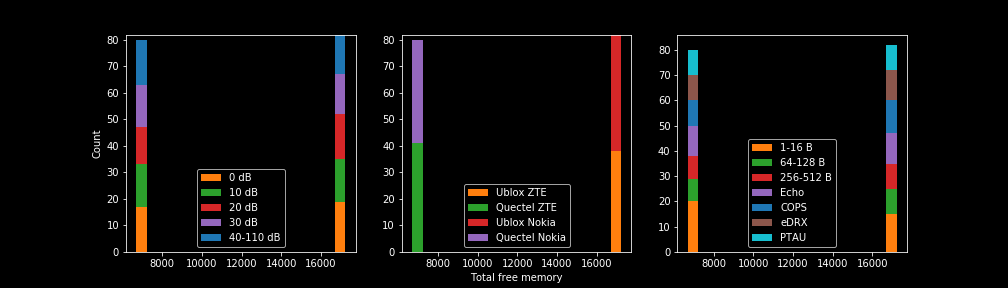 80
70
60
50
40
30
20
10
0
Count
0 dB
10 dB
20 dB
30 dB
40-110 dB
8000 10000 12000 14000 16000
80
70
60
50
40
30
20
10
0
Ublox ZTE
Quectel ZTE
Ublox Nokia
Quectel Nokia
8000 10000 12000 14000 16000
Total free memory
80
70
60
50
40
30
20
10
0
1-16 B
64-128 B
256-512 B
Echo
COPS
eDRX
PTAU
8000 10000 12000 14000 16000